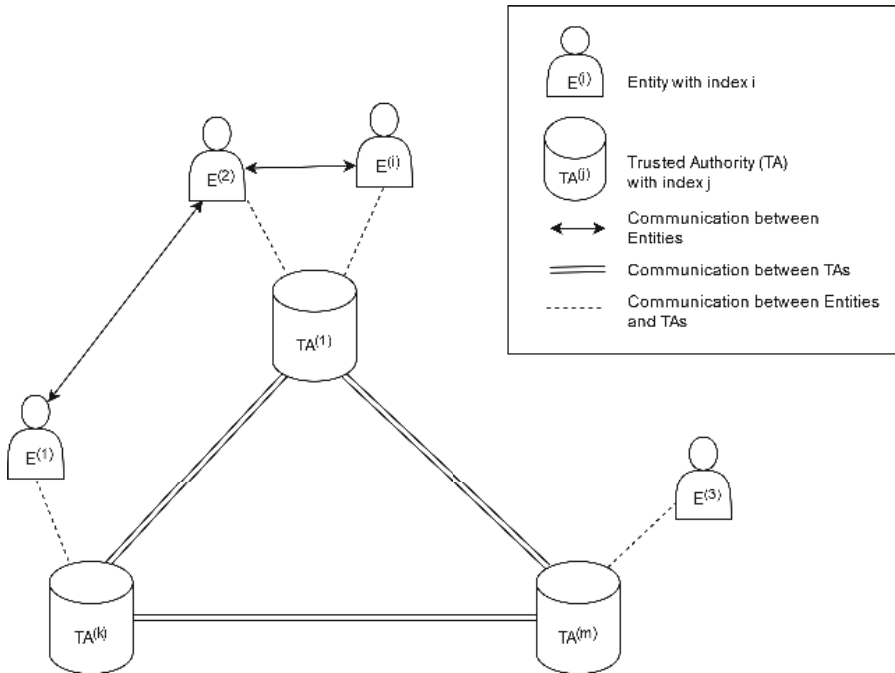 E(i)
Entity with index i
TA(j)
Trusted Authority (TA)
with index j
Communication between
Entities
Communication between TAs
Communication between Entities
and TAs
E(2)
E(i)
TA(1)
E(1)
E(3)
TA(k)
TA(m)